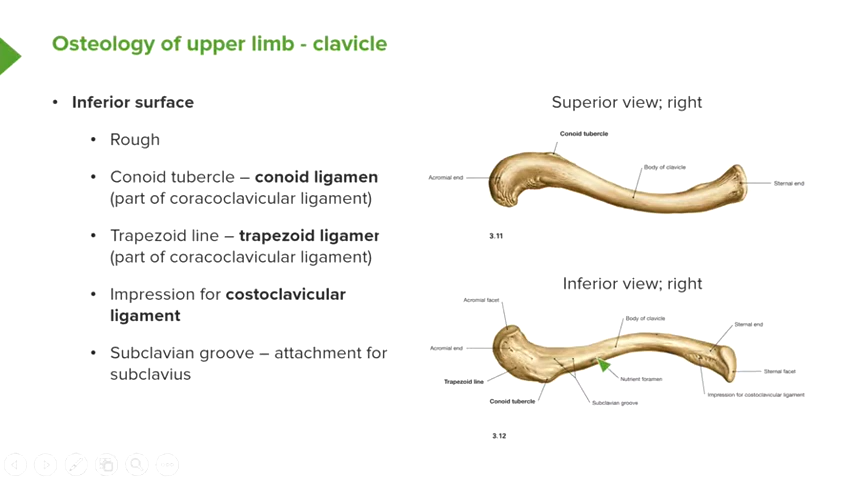 Osteology of upper limb - clavicle
• Inferior surface
• Rough
• Conoid tubercle – conoid ligamen
(part of coracoclavicular ligament)
• Trapezoid line – trapezoid ligamer
(part of coracoclavicular ligament)
• Impression for costoclavicular
ligament
• Subclavian groove – attachment for
subclavius
Superior view; right
Conoid tubercle
Body of clavicle
Acromial end
Sternal end
3.11
Inferior view; right
Acromial facet
Body of clavicle
Sternal end
Acromial end
Sternal facet
Trapezoid line
Nutrient foramen
Impression for costoclavicular ligament
Conoid tubercle
Subclavian groove
3.12